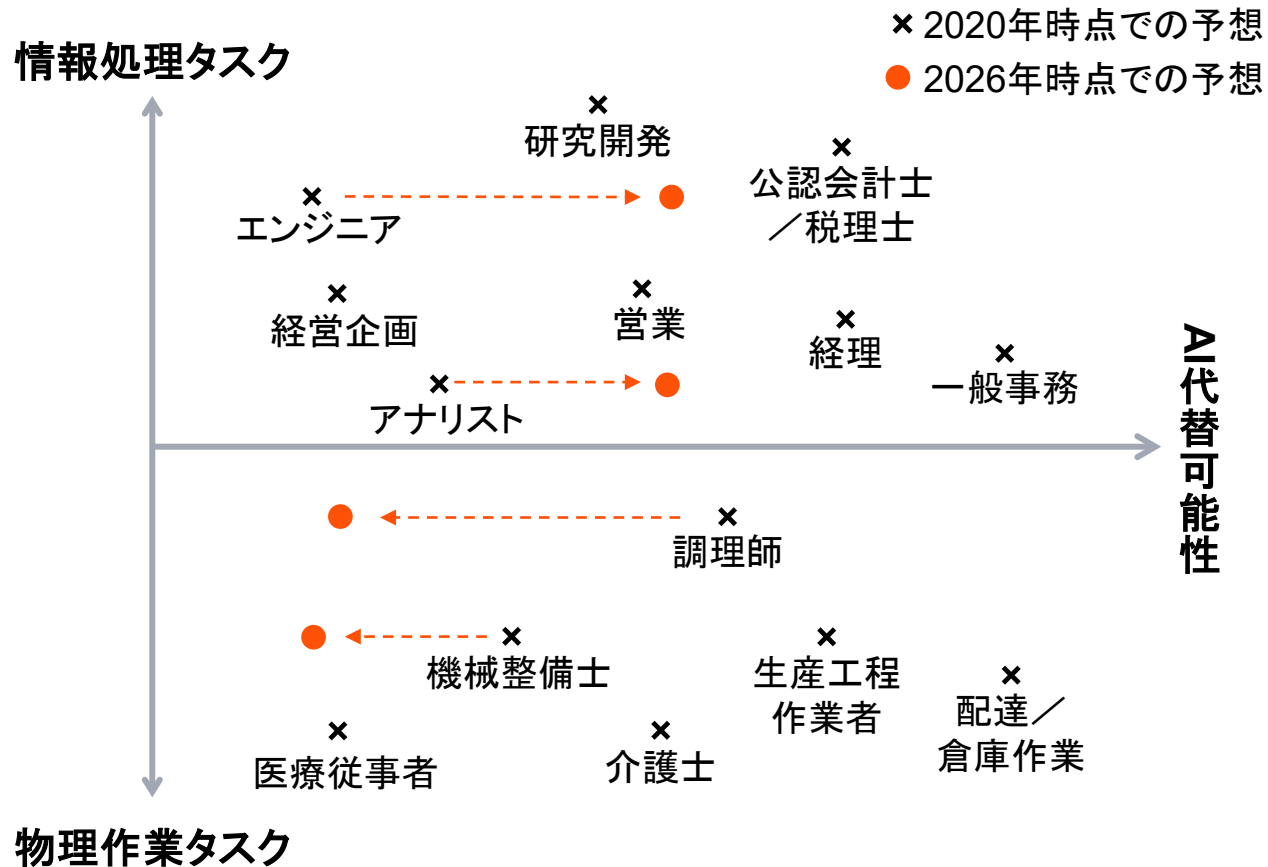 × 2020年時点での予想
● 2026年時点での予想
情報処理タスク
研究開発
公認会計士
／税理士
エンジニア
経営企画
営業
経理
一般事務
アナリスト
AI代替可能性
調理師
機械整備士
生産工程
作業者
配達／
倉庫作業
医療従事者
介護士
物理作業タスク